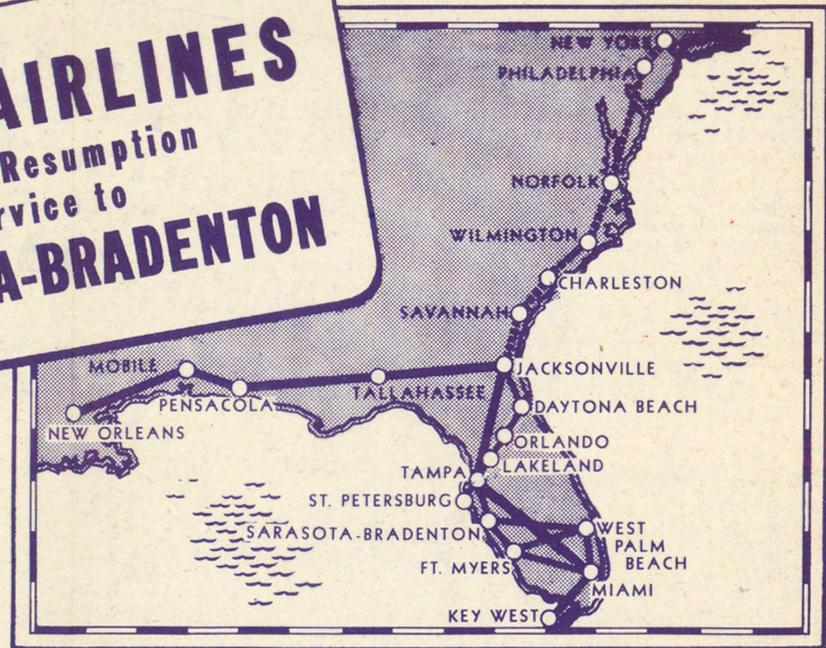 AIRLINES
Resumption
rvice to
A-BRADENTON
NEW YORK
PHILADELPHIA
NORFOLK
WILMINGTON
CHARLESTON
SAVANNAH
MOBILE
JACKSONVILLE
TALLAHASSEE
PENSACOLA
DAYTONA BEACH
NEW ORLEANS
ORLANDO
LAKELAND
TAMPA
ST. PETERSBURG
SARASOTA-BRADENTON
WEST
PALM
BEACH
FT. MYERS
MIAMI
KEY WEST